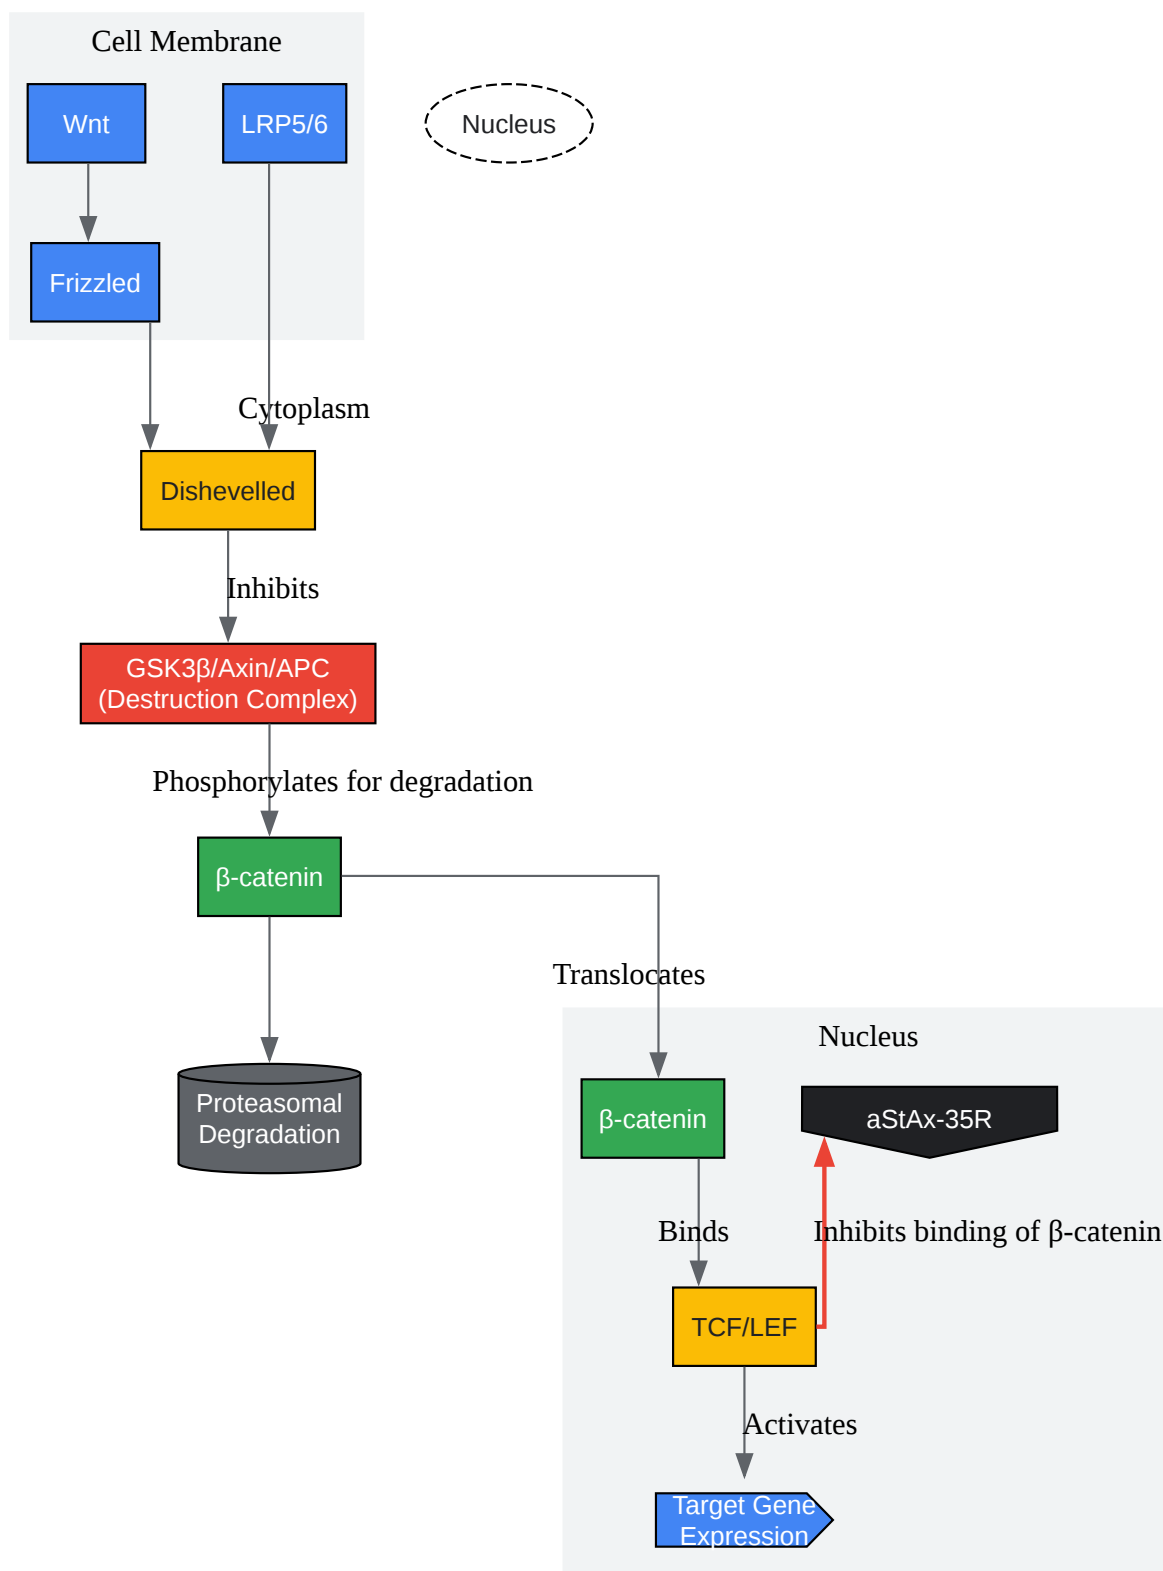 Cell Membrane
Wnt
LRP5/6
Nucleus
Frizzled
Cytoplasm
Dishevelled
Inhibits
GSK3β/Axin/APC
(Destruction Complex)
Phosphorylates for degradation
β-catenin
Translocates
Nucleus
Proteasomal
Degradation
β-catenin
aStAx-35R
Binds
Inhibits binding of β-catenin
TCF/LEF
Activates
Target Gene
Expression